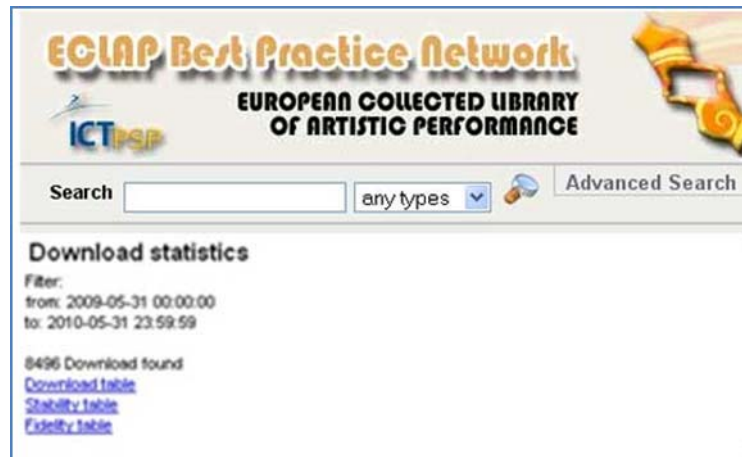 ECLAP Best Practice Network
EUROPEAN COLLECTED LIBRARY
OF ARTISTIC PERFORMANCE
ICTPSP
Search any types Advanced Search
Download statistics
Filter:
from: 2009-05-31 00:00:00
to: 2010-05-31 23:59:59
8496 Download found
Download table
Stability table
Fidelity table